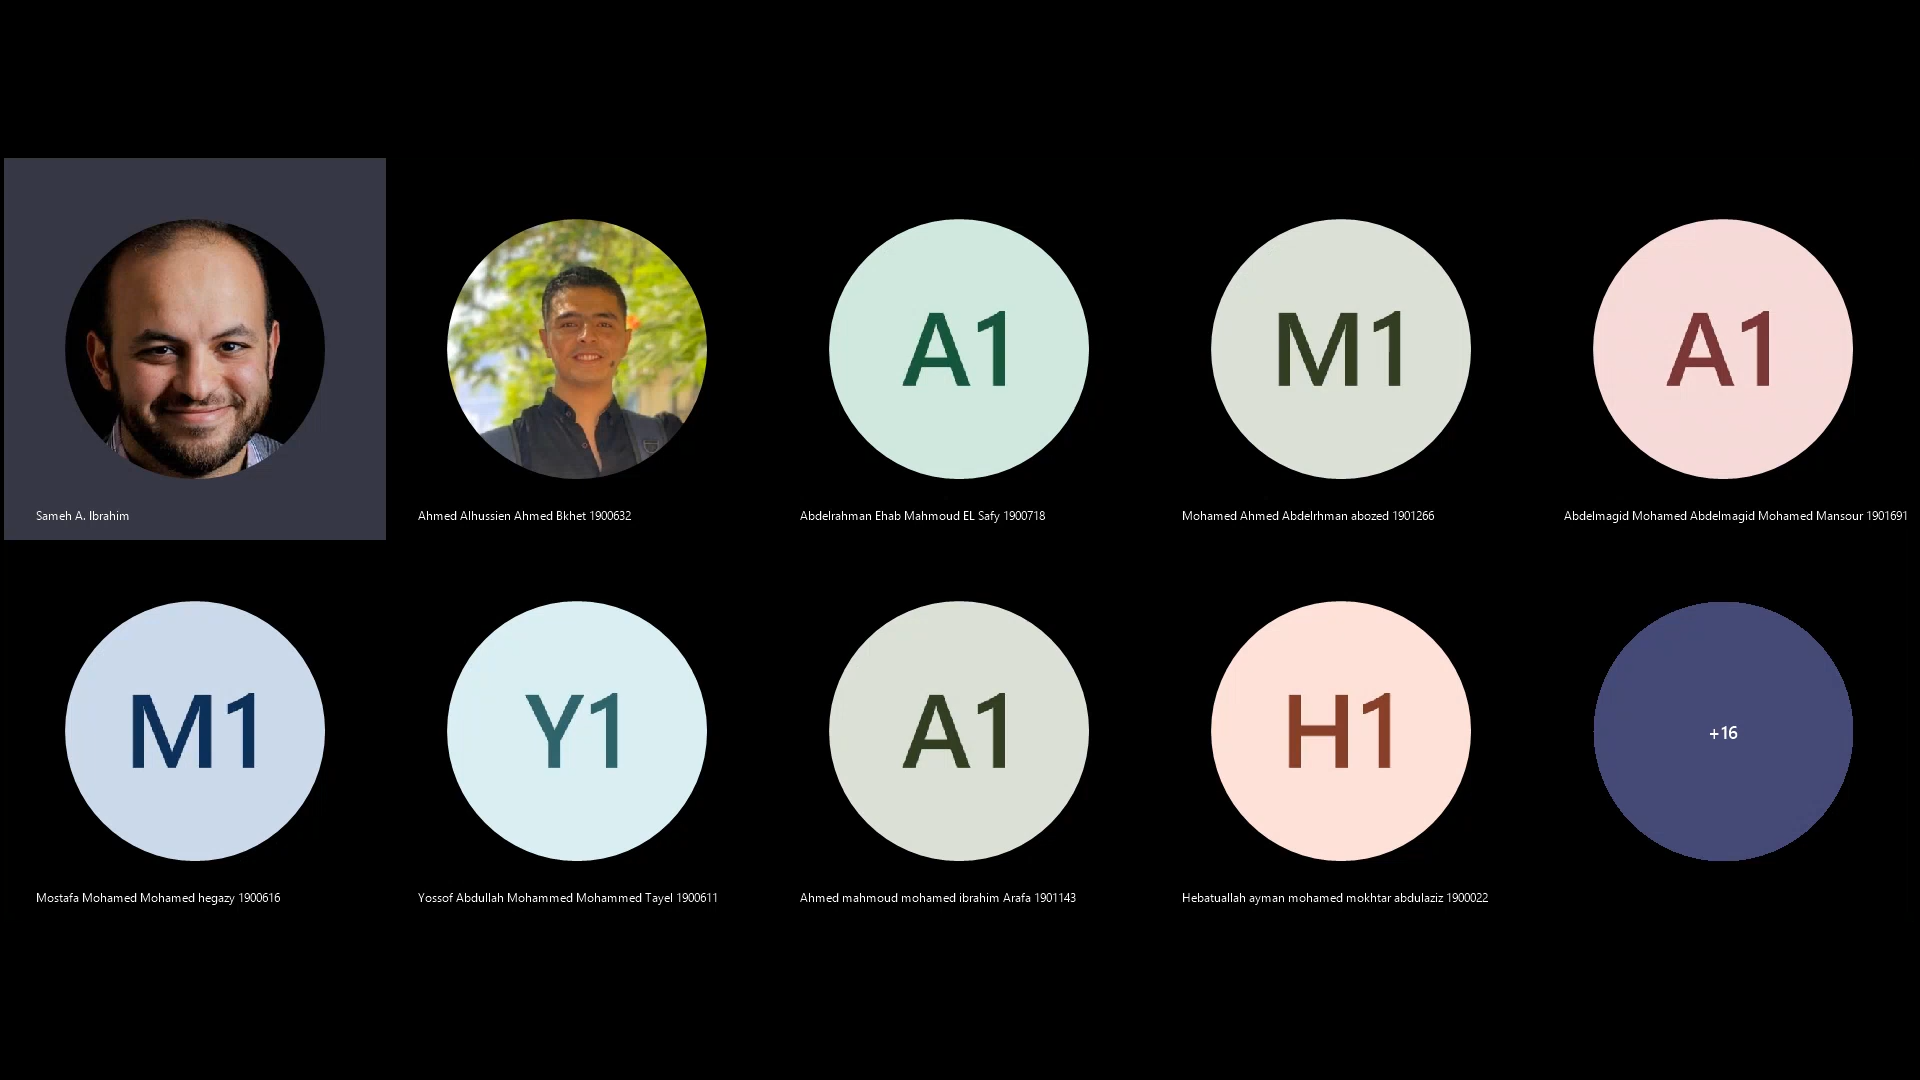 A1
M1
A1
Sameh A. Ibrahim
Ahmed Alhussien Ahmed Bkhet 1900632
Abdelrahman Ehab Mahmoud EL Safy 1900718
Mohamed Ahmed Abdelrhman abozed 1901266
Abdelmagid Mohamed Abdelmagid Mohamed Mansour 1901691
M1
Y1
A1
H1
+16
Mostafa Mohamed Mohamed hegazy 1900616
Yossof Abdullah Mohammed Mohammed Tayel 1900611
Ahmed mahmoud mohamed ibrahim Arafa 1901143
Hebatuallah ayman mohamed mokhtar abdulaziz 1900022